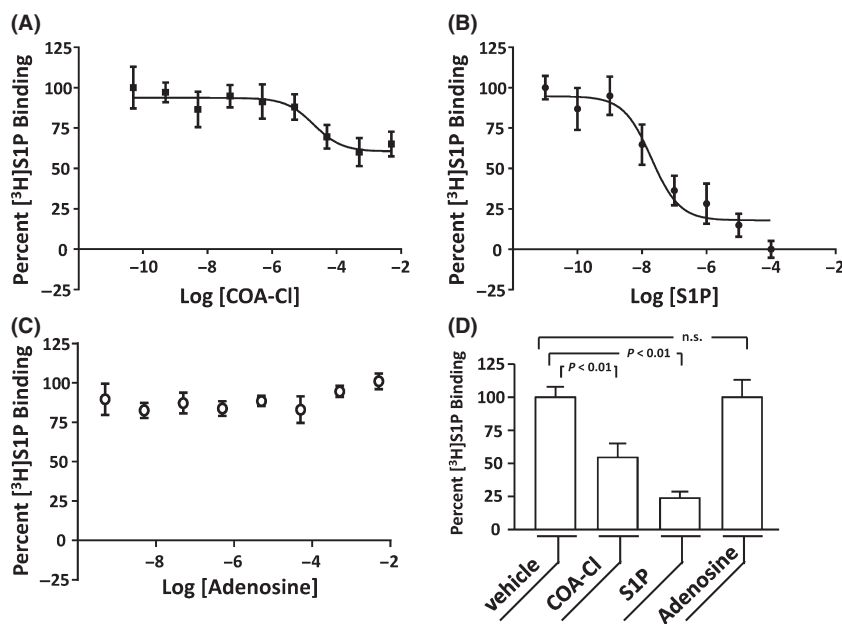 (A)
125
100
75
50
25
0
−25
Percent [³H]S1P Binding
−10
−8
−6
−4
−2
Log [COA-Cl]
(B)
125
100
75
50
25
0
−25
Percent [³H]S1P Binding
−10
−8
−6
−4
−2
Log [S1P]
(C)
125
100
75
50
25
0
−25
Percent [³H]S1P Binding
−8
−6
−4
−2
Log [Adenosine]
(D)
n.s.
P < 0.01
P < 0.01
125
100
75
50
25
0
Percent [³H]S1P Binding
vehicle
COA-Cl
S1P
Adenosine